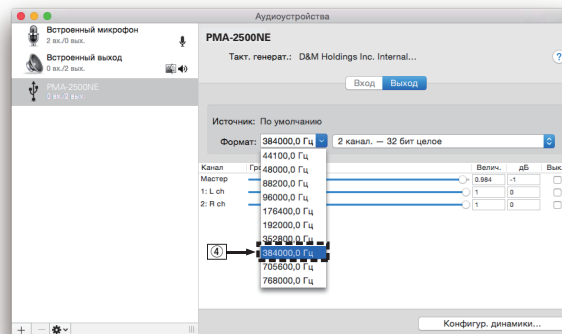 Аудиоустройства
Встроенный микрофон
2 вх./0 вых.
Встроенный выход
0 вх./2 вых.
PMA-2500NE
0 вх./2 вых.
PMA-2500NE
Такт. генерат.: D&M Holdings Inc. Internal...
?
Вход Выход
Источник: По умолчанию
Формат: 384000,0 Гц 2 канал. — 32 бит целое
44100,0 Гц
48000,0 Гц
88200,0 Гц
96000,0 Гц
176400,0 Гц
192000,0 Гц
352800,0 Гц
384000,0 Гц
705600,0 Гц
768000,0 Гц
④
Канал Велич. дБ Вык
Мастер 0.984 -1
1: L ch 1 0
2: R ch 1 0
+ −
Конфигур. динамики...